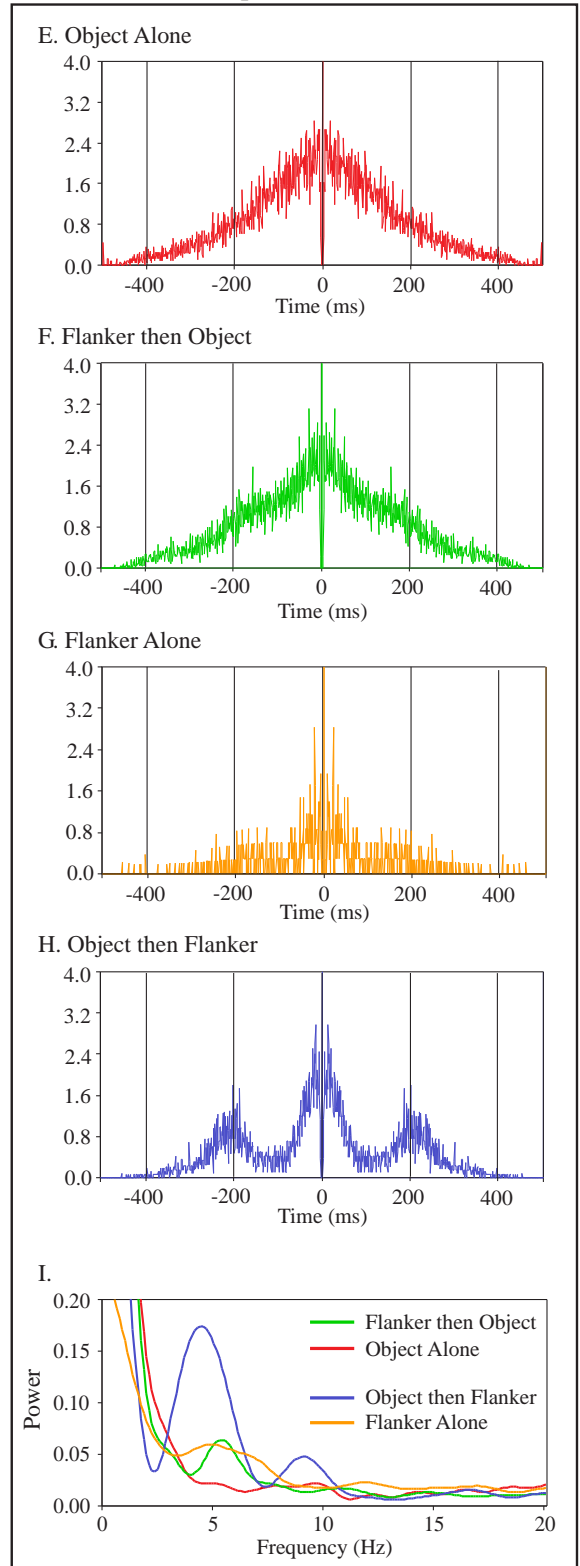 E. Object Alone
4.0
3.2
2.4
1.6
0.8
0.0
-400 -200 0 200 400
Time (ms)
F. Flanker then Object
4.0
3.2
2.4
1.6
0.8
0.0
-400 -200 0 200 400
Time (ms)
G. Flanker Alone
4.0
3.2
2.4
1.6
0.8
0.0
-400 -200 0 200 400
Time (ms)
H. Object then Flanker
4.0
3.2
2.4
1.6
0.8
0.0
-400 -200 0 200 400
Time (ms)
I.
0.20
0.15
0.10
0.05
0.00
Power
Flanker then Object
Object Alone
Object then Flanker
Flanker Alone
0 5 10 15 20
Frequency (Hz)